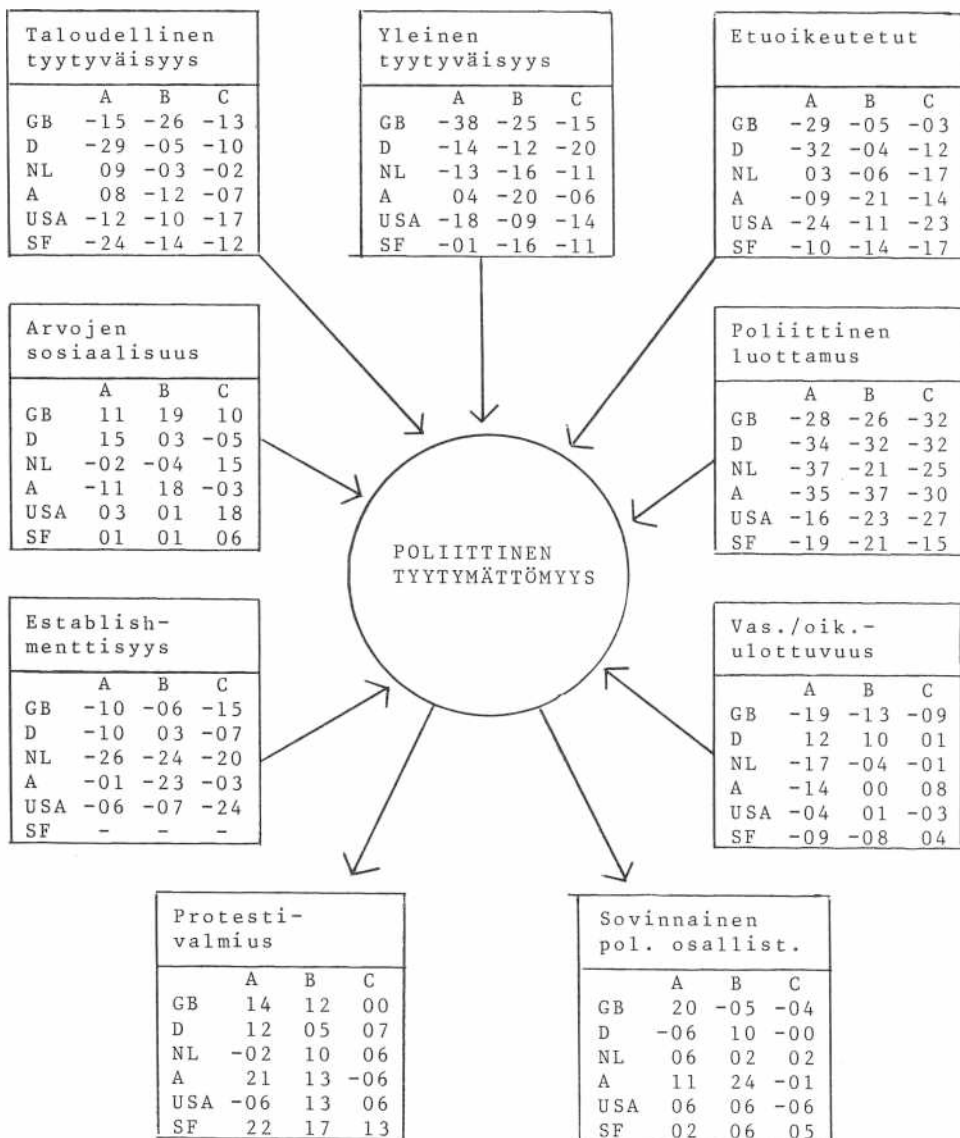 Taloudellinen
tyytyväisyys
A B C
GB -15 -26 -13
D -29 -05 -10
NL 09 -03 -02
A 08 -12 -07
USA -12 -10 -17
SF -24 -14 -12
Yleinen
tyytyväisyys
A B C
GB -38 -25 -15
D -14 -12 -20
NL -13 -16 -11
A 04 -20 -06
USA -18 -09 -14
SF -01 -16 -11
Etuoikeutetut
A B C
GB -29 -05 -03
D -32 -04 -12
NL 03 -06 -17
A -09 -21 -14
USA -24 -11 -23
SF -10 -14 -17
Arvojen
sosiaalisuus
A B C
GB 11 19 10
D 15 03 -05
NL -02 -04 15
A -11 18 -03
USA 03 01 18
SF 01 01 06
Poliittinen
luottamus
A B C
GB -28 -26 -32
D -34 -32 -32
NL -37 -21 -25
A -35 -37 -30
USA -16 -23 -27
SF -19 -21 -15
POLIITTINEN
TYYTYMÄTTÖMYYS
Establish-
menttisyys
A B C
GB -10 -06 -15
D -10 03 -07
NL -26 -24 -20
A -01 -23 -03
USA -06 -07 -24
SF - - -
Vas./oik.-
ulottuvuus
A B C
GB -19 -13 -09
D 12 10 01
NL -17 -04 -01
A -14 00 08
USA -04 01 -03
SF -09 -08 04
Protesti-
valmius
A B C
GB 14 12 00
D 12 05 07
NL -02 10 06
A 21 13 -06
USA -06 13 06
SF 22 17 13
Sovinnainen
pol. osallist.
A B C
GB 20 -05 -04
D -06 10 -00
NL 06 02 02
A 11 24 -01
USA 06 06 -06
SF 02 06 05